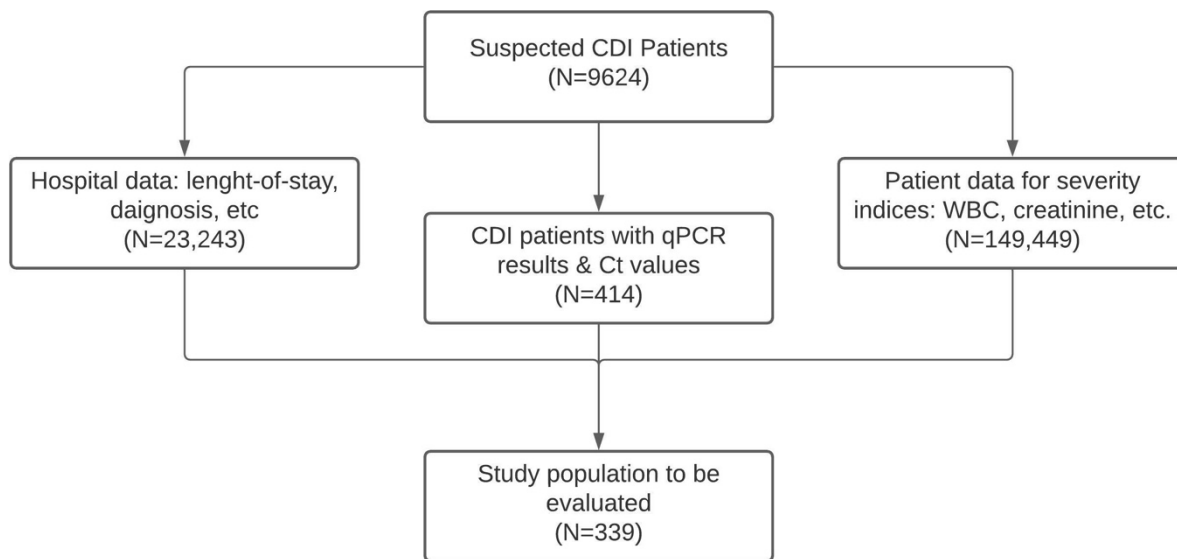 Suspected CDI Patients
(N=9624)
Hospital data: lenght-of-stay,
daignosis, etc
(N=23,243)
CDI patients with qPCR
results & Ct values
(N=414)
Patient data for severity
indices: WBC, creatinine, etc.
(N=149,449)
Study population to be
evaluated
(N=339)